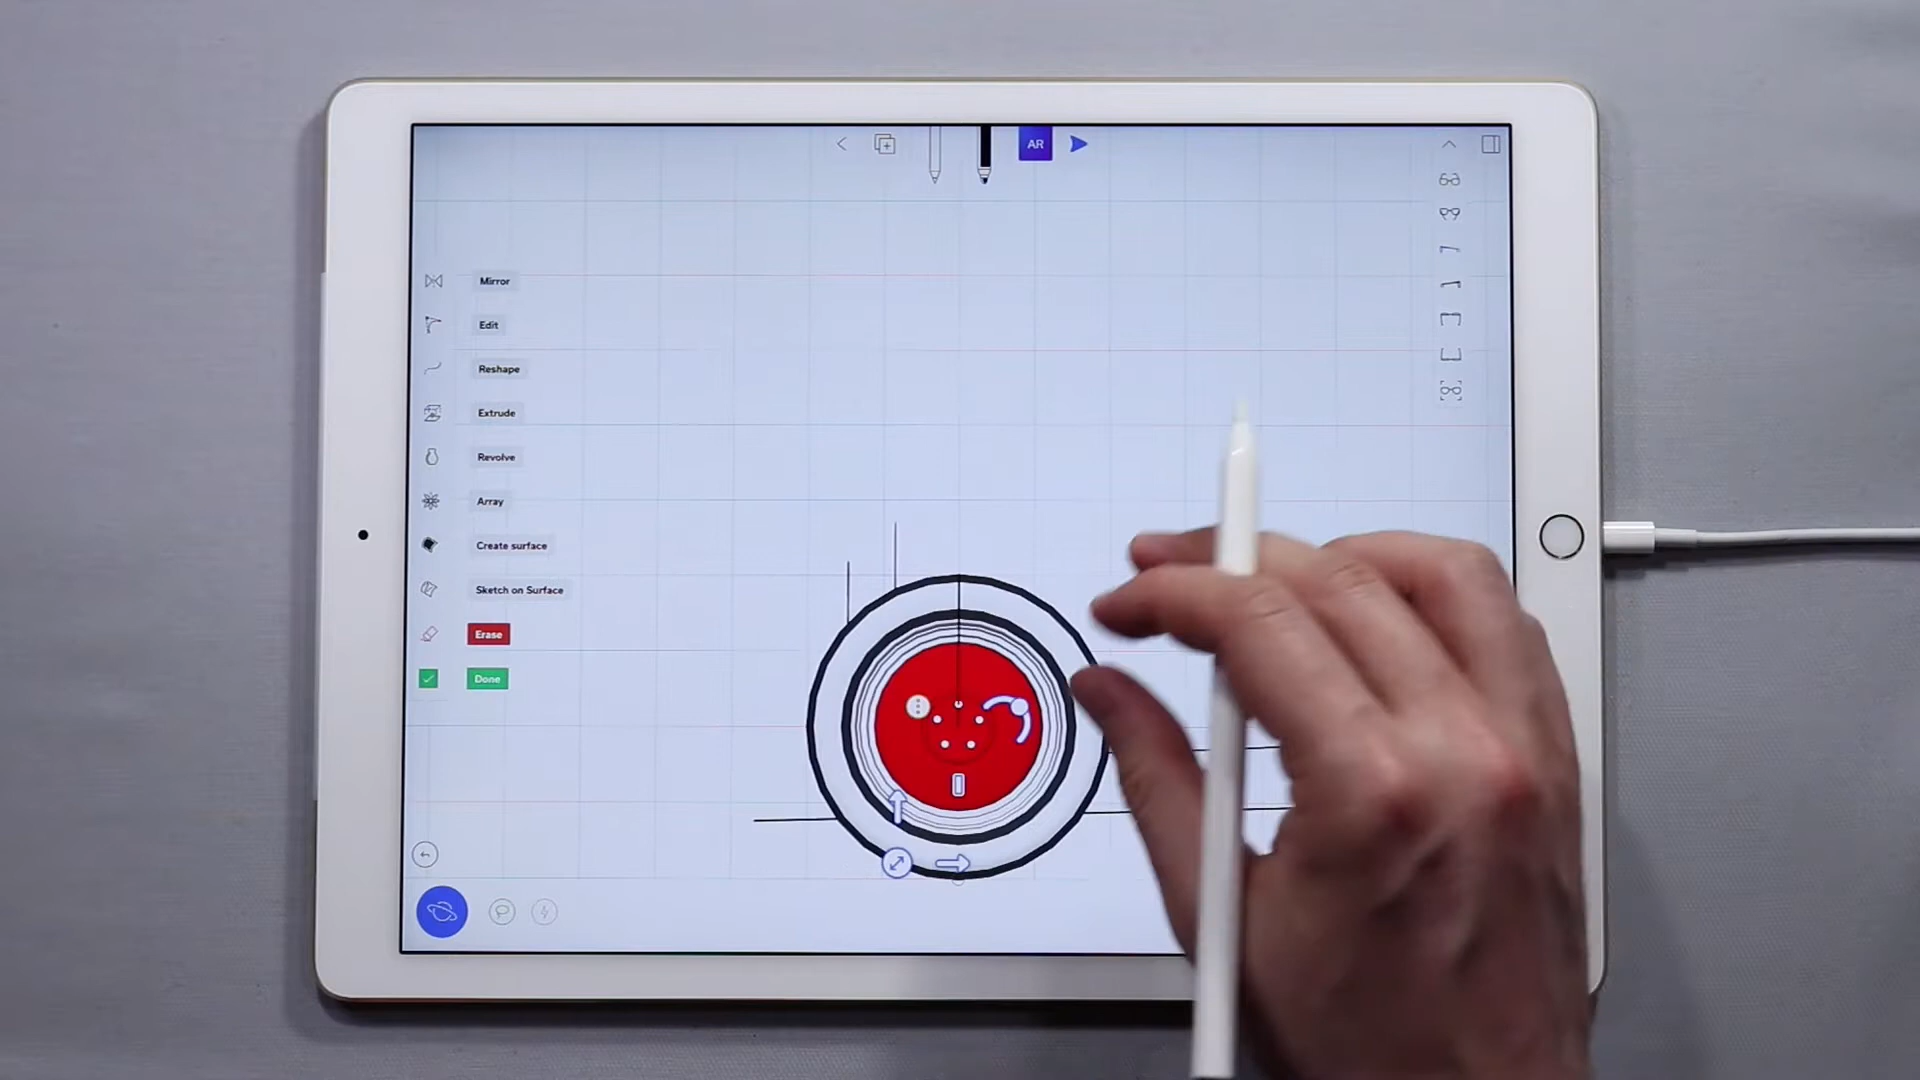 AR
Mirror
Edit
Reshape
Extrude
Revolve
Array
Create surface
Sketch on Surface
Erase
Done